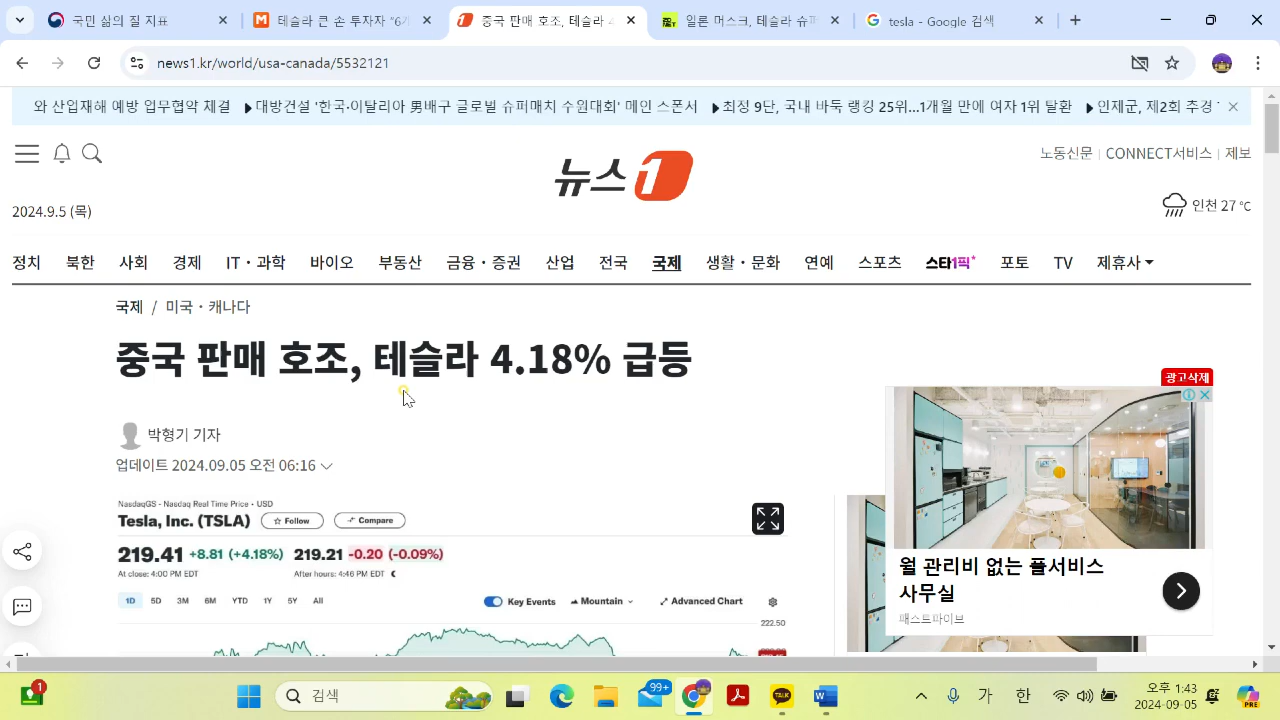 국민 삶의 질 지표
테슬라 큰 손 투자자 "6
중국 판매 호조, 테슬라 4.
일론 머스크, 테슬라 슈퍼
tesla - Google 검색
news1.kr/world/usa-canada/5532121
와 산업재해 예방 업무협약 체결 ▶대방건설 '한국·이탈리아 男배구 글로벌 슈퍼매치 수원대회' 메인 스폰서 ▶최정 9단, 국내 바둑 랭킹 25위…1개월 만에 여자 1위 탈환 ▶인제군, 제2회 추경
노동신문 | CONNECT서비스 | 제보
뉴스1
2024.9.5 (목)
인천 27 ℃
정치 북한 사회 경제 IT·과학 바이오 부동산 금융·증권 산업 전국 국제 생활·문화 연예 스포츠 스타1픽* 포토 TV 제휴사
국제 / 미국·캐나다
중국 판매 호조, 테슬라 4.18% 급등
광고삭제
박형기 기자
업데이트 2024.09.05 오전 06:16
NasdaqGS - Nasdaq Real Time Price • USD
Tesla, Inc. (TSLA) Follow Compare
219.41 +8.81 (+4.18%) 219.21 -0.20 (-0.09%)
At close: 4:00 PM EDT After hours: 4:46 PM EDT
1D 5D 3M 6M YTD 1Y 5Y All Key Events Mountain Advanced Chart
222.50
월 관리비 없는 풀서비스
사무실
패스트파이브
1
검색
99+
TALK
가 한
오후 1:43
2024-09-05
PRE